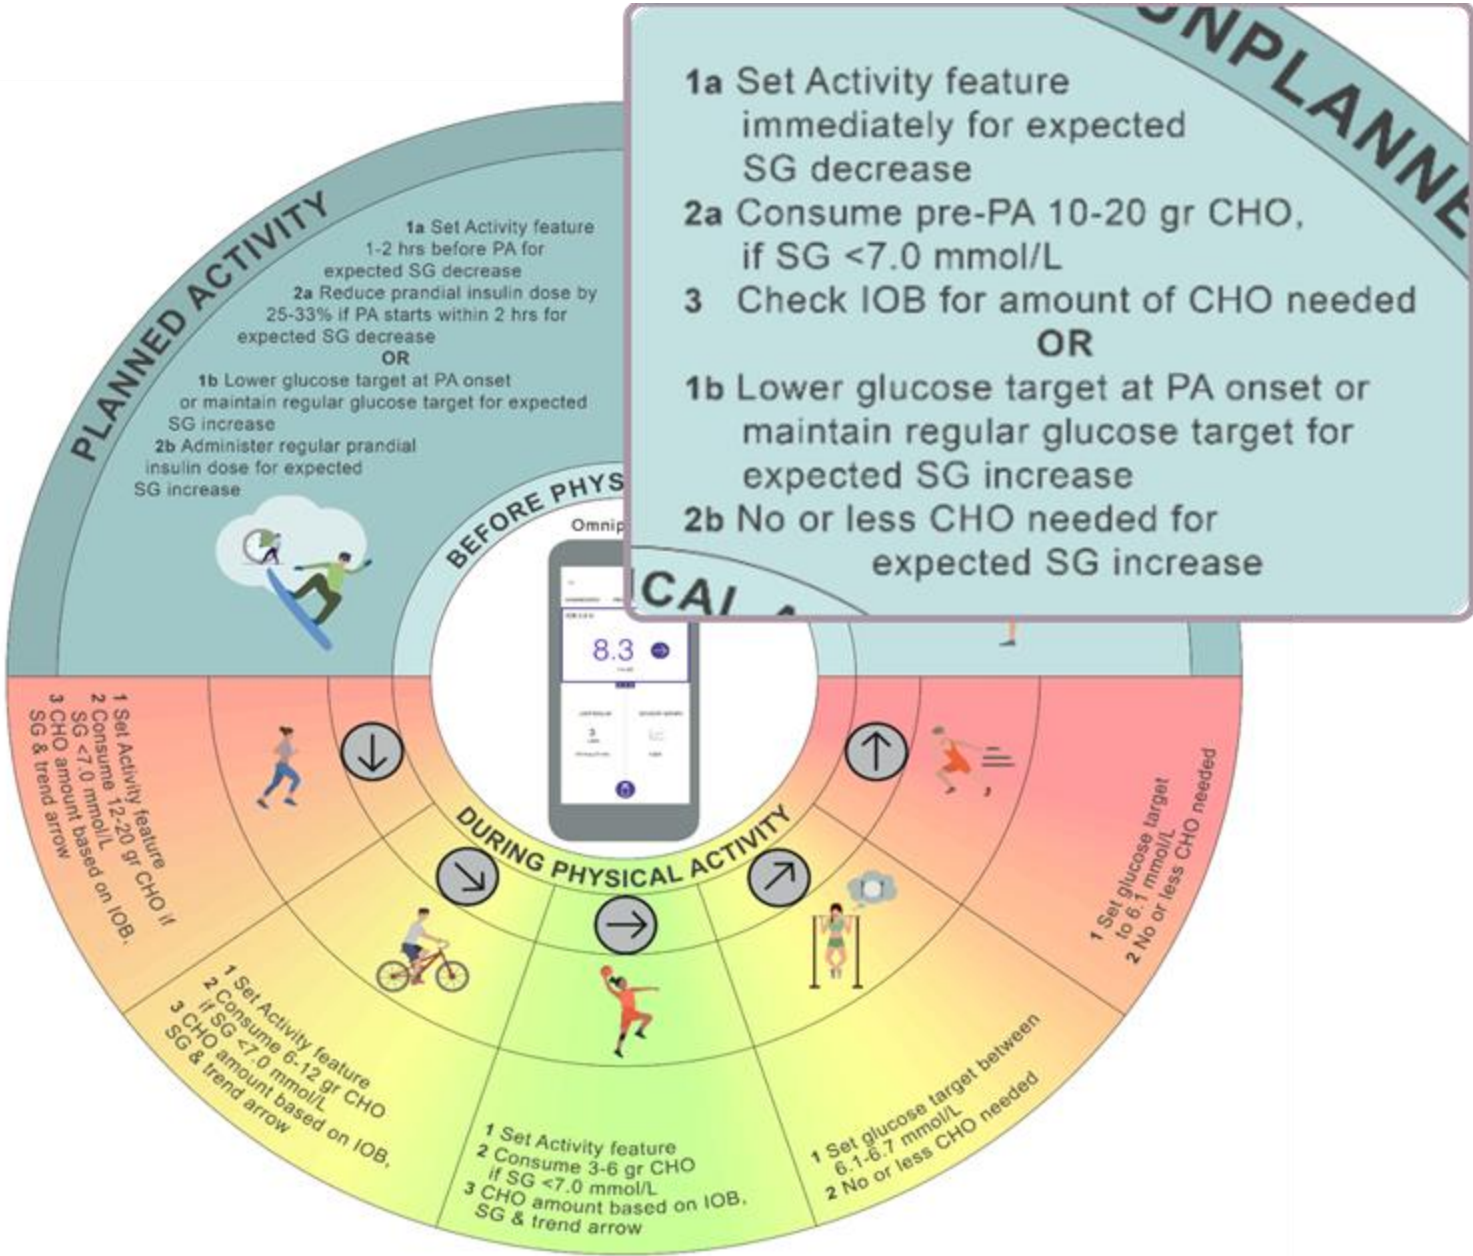 PLANNED ACTIVITY
1a Set Activity feature
1-2 hrs before PA for
expected SG decrease
2a Reduce prandial insulin dose by
25-33% if PA starts within 2 hrs for
expected SG decrease
OR
1b Lower glucose target at PA onset
or maintain regular glucose target for expected
SG increase
2b Administer regular prandial
insulin dose for expected
SG increase
UNPLANNE
1a Set Activity feature
immediately for expected
SG decrease
2a Consume pre-PA 10-20 gr CHO,
if SG <7.0 mmol/L
3 Check IOB for amount of CHO needed
OR
1b Lower glucose target at PA onset or
maintain regular glucose target for
expected SG increase
2b No or less CHO needed for
expected SG increase
ICAL A
BEFORE PHYS
Omnip
8.3
3
DURING PHYSICAL ACTIVITY
1 Set Activity feature
2 Consume 12-20 gr CHO if
SG <7.0 mmol/L
3 CHO amount based on IOB,
SG & trend arrow
1 Set Activity feature
2 Consume 6-12 gr CHO
if SG <7.0 mmol/L
3 CHO amount based on IOB,
SG & trend arrow
1 Set Activity feature
2 Consume 3-6 gr CHO
if SG <7.0 mmol/L
3 CHO amount based on IOB,
SG & trend arrow
1 Set glucose target between
6.1-6.7 mmol/L
2 No or less CHO needed
1 Set glucose target
to 6.1 mmol/L
2 No or less CHO needed